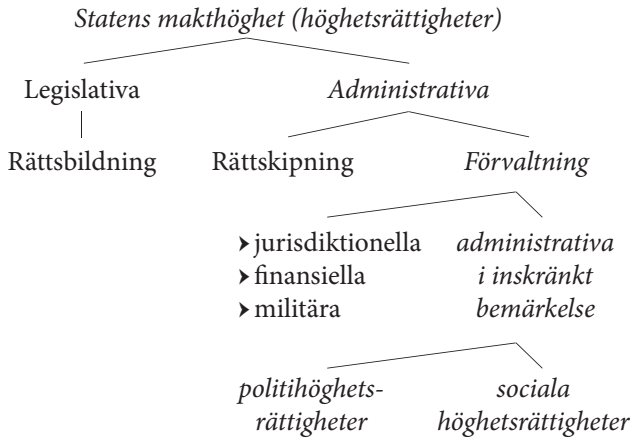 Statens makthöghet (höghetsrättigheter)
Legislativa Administrativa
Rättsbildning Rättskipning Förvaltning
➤ jurisdiktionella administrativa
➤ finansiella i inskränkt
➤ militära bemärkelse
politihöghets- sociala
rättigheter höghetsrättigheter